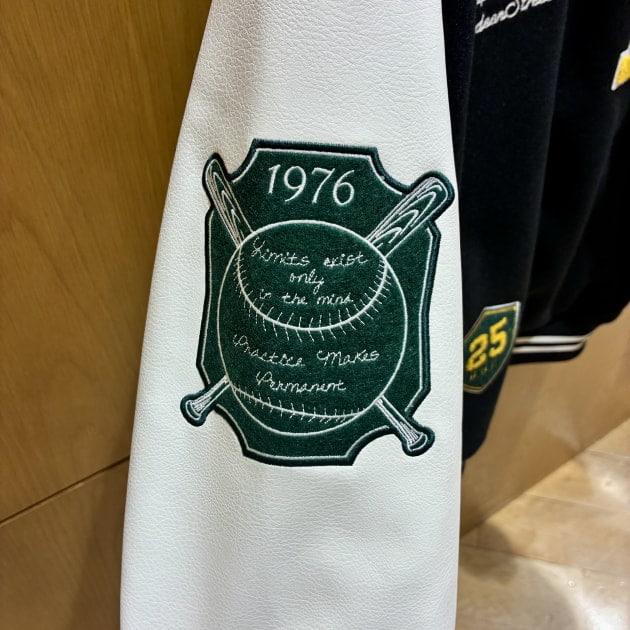 1976
Limits exist
only
in the mind
Practice Makes
Permanent
25